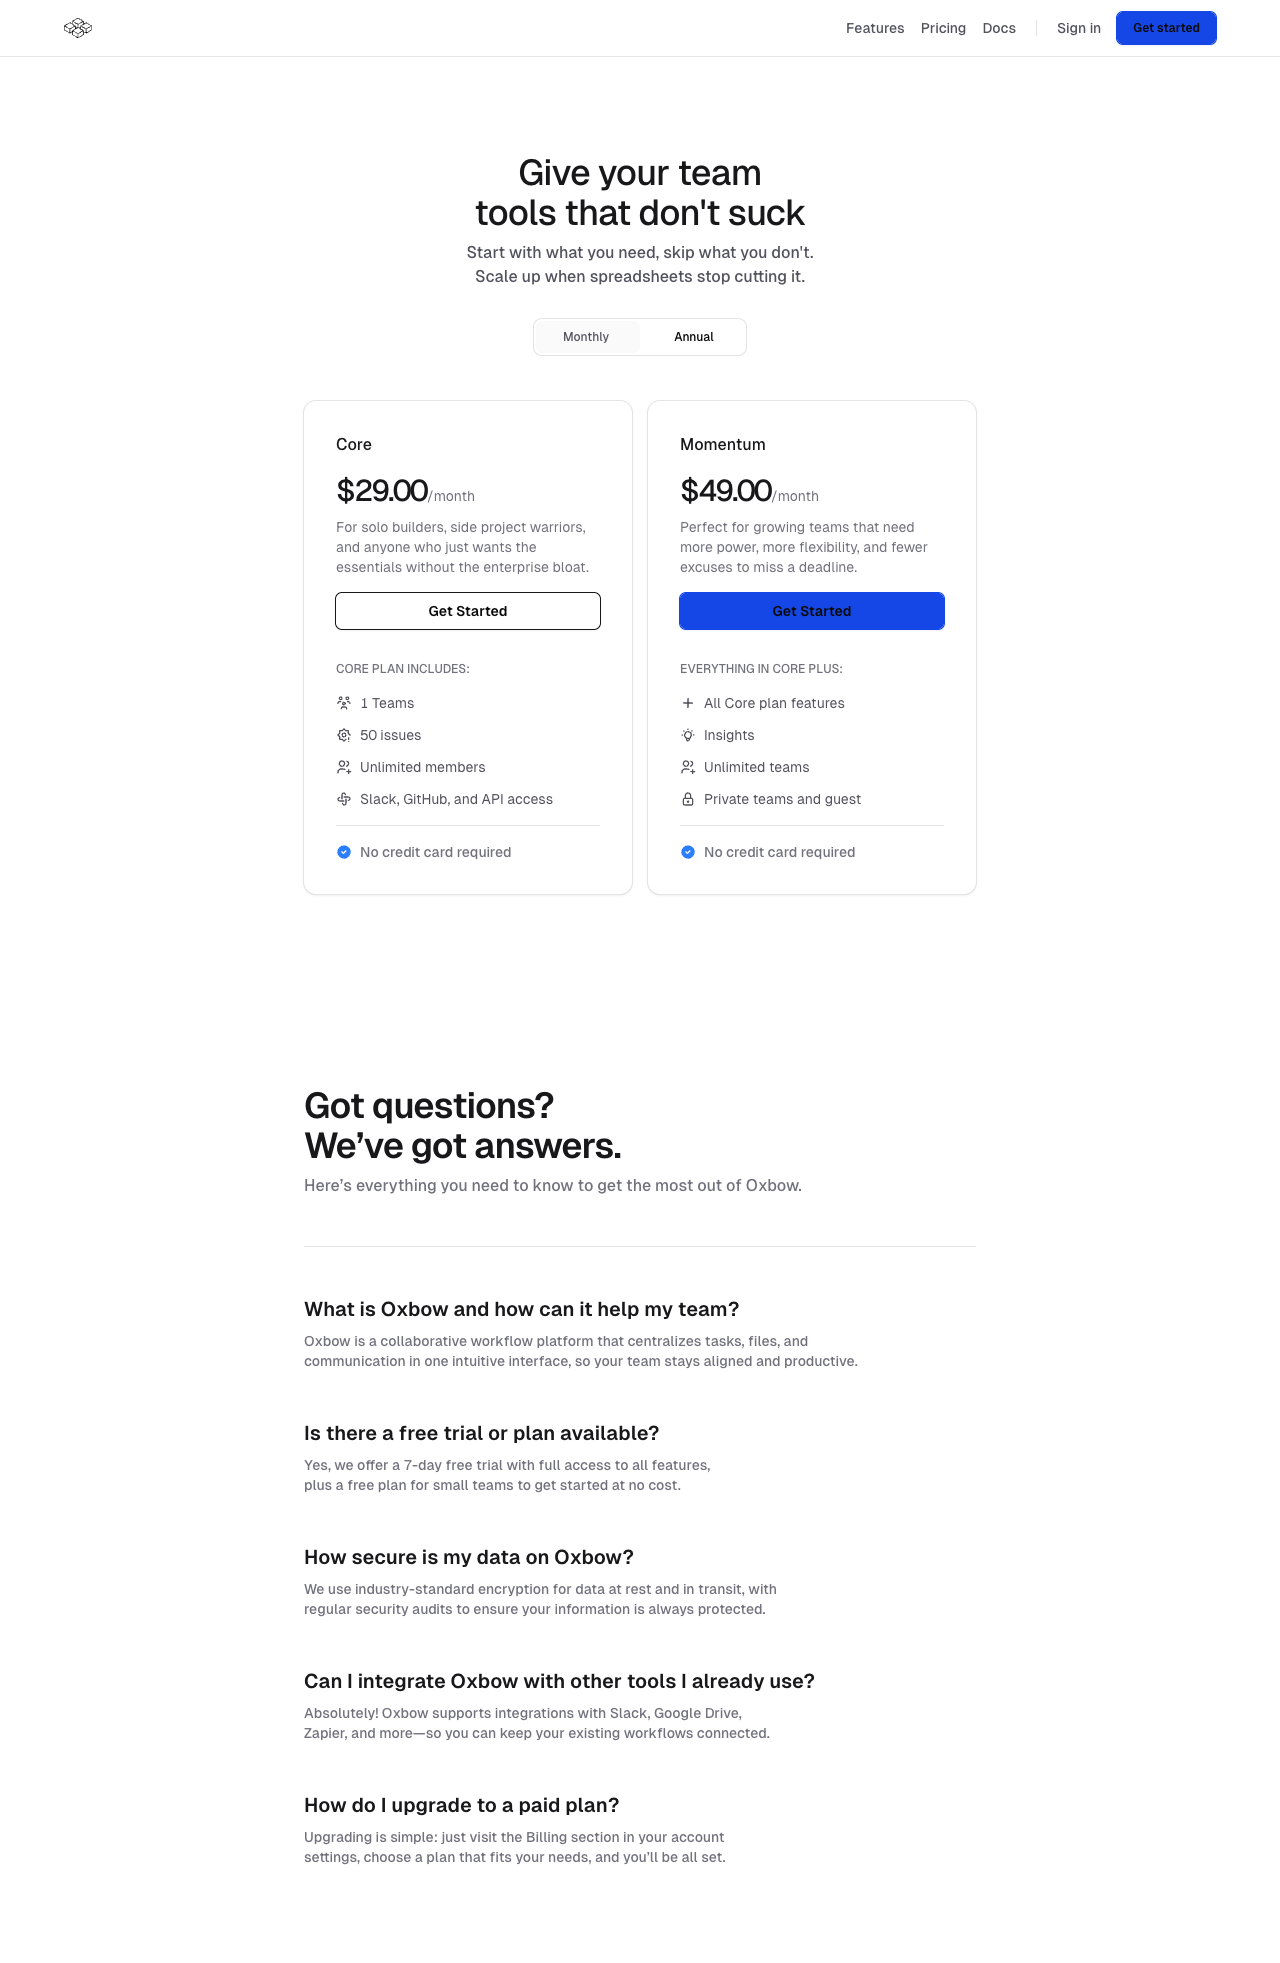 Features Pricing Docs Sign in Get started
Give your team
tools that don't suck
Start with what you need, skip what you don't.
Scale up when spreadsheets stop cutting it.
Monthly Annual
Core
$29.00/month
For solo builders, side project warriors,
and anyone who just wants the
essentials without the enterprise bloat.
Get Started
CORE PLAN INCLUDES:
1 Teams
50 issues
Unlimited members
Slack, GitHub, and API access
No credit card required
Momentum
$49.00/month
Perfect for growing teams that need
more power, more flexibility, and fewer
excuses to miss a deadline.
Get Started
EVERYTHING IN CORE PLUS:
All Core plan features
Insights
Unlimited teams
Private teams and guest
No credit card required
Got questions?
We’ve got answers.
Here’s everything you need to know to get the most out of Oxbow.
What is Oxbow and how can it help my team?
Oxbow is a collaborative workflow platform that centralizes tasks, files, and
communication in one intuitive interface, so your team stays aligned and productive.
Is there a free trial or plan available?
Yes, we offer a 7-day free trial with full access to all features,
plus a free plan for small teams to get started at no cost.
How secure is my data on Oxbow?
We use industry-standard encryption for data at rest and in transit, with
regular security audits to ensure your information is always protected.
Can I integrate Oxbow with other tools I already use?
Absolutely! Oxbow supports integrations with Slack, Google Drive,
Zapier, and more—so you can keep your existing workflows connected.
How do I upgrade to a paid plan?
Upgrading is simple: just visit the Billing section in your account
settings, choose a plan that fits your needs, and you’ll be all set.